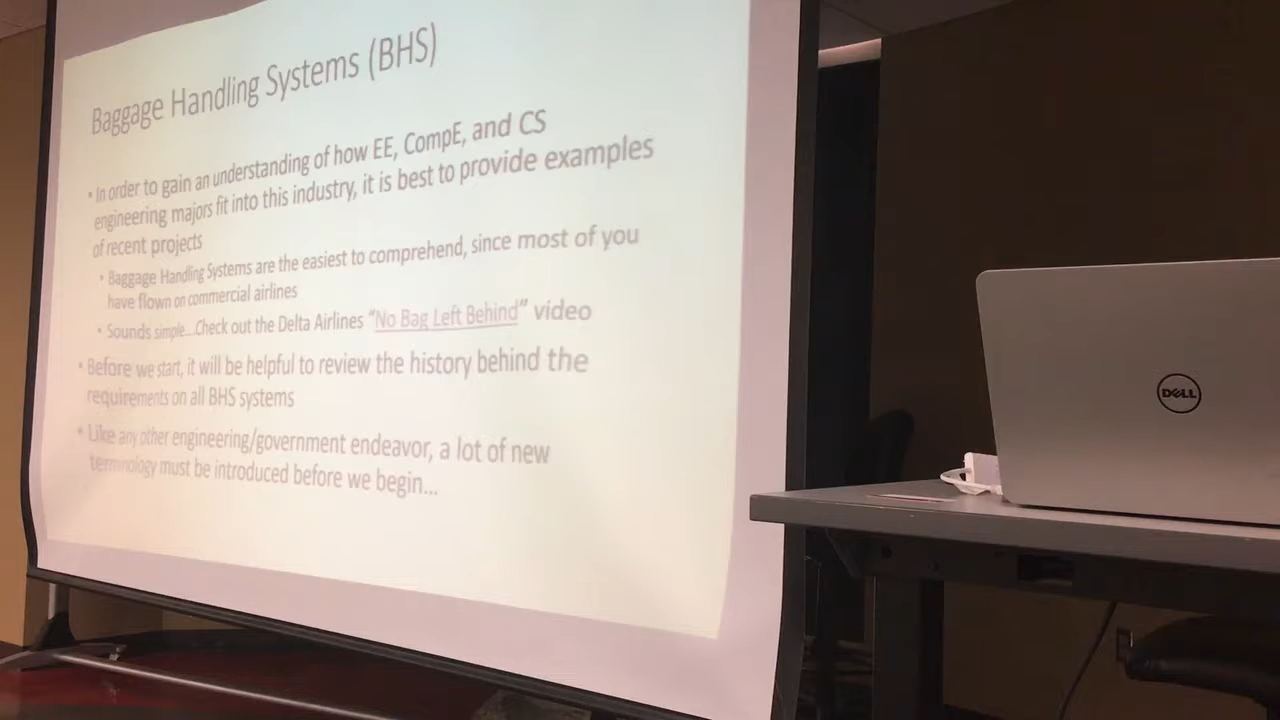 Baggage Handling Systems (BHS)
• In order to gain an understanding of how EE, CompE, and CS
engineering majors fit into this industry, it is best to provide examples
of recent projects
• Baggage Handling Systems are the easiest to comprehend, since most of you
have flown on commercial airlines
• Sounds simple...Check out the Delta Airlines “No Bag Left Behind” video
• Before we start, it will be helpful to review the history behind the
requirements on all BHS systems
• Like any other engineering/government endeavor, a lot of new
terminology must be introduced before we begin...
DELL